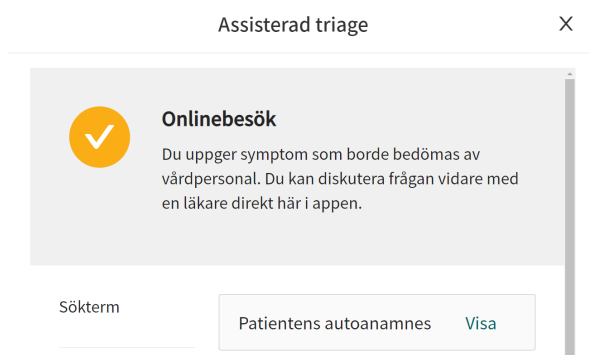 Assisterad triage X
Onlinebesök
Du uppger symptom som borde bedömas av
vårdpersonal. Du kan diskutera frågan vidare med
en läkare direkt här i appen.
Sökterm
Patientens autoanamnes Visa